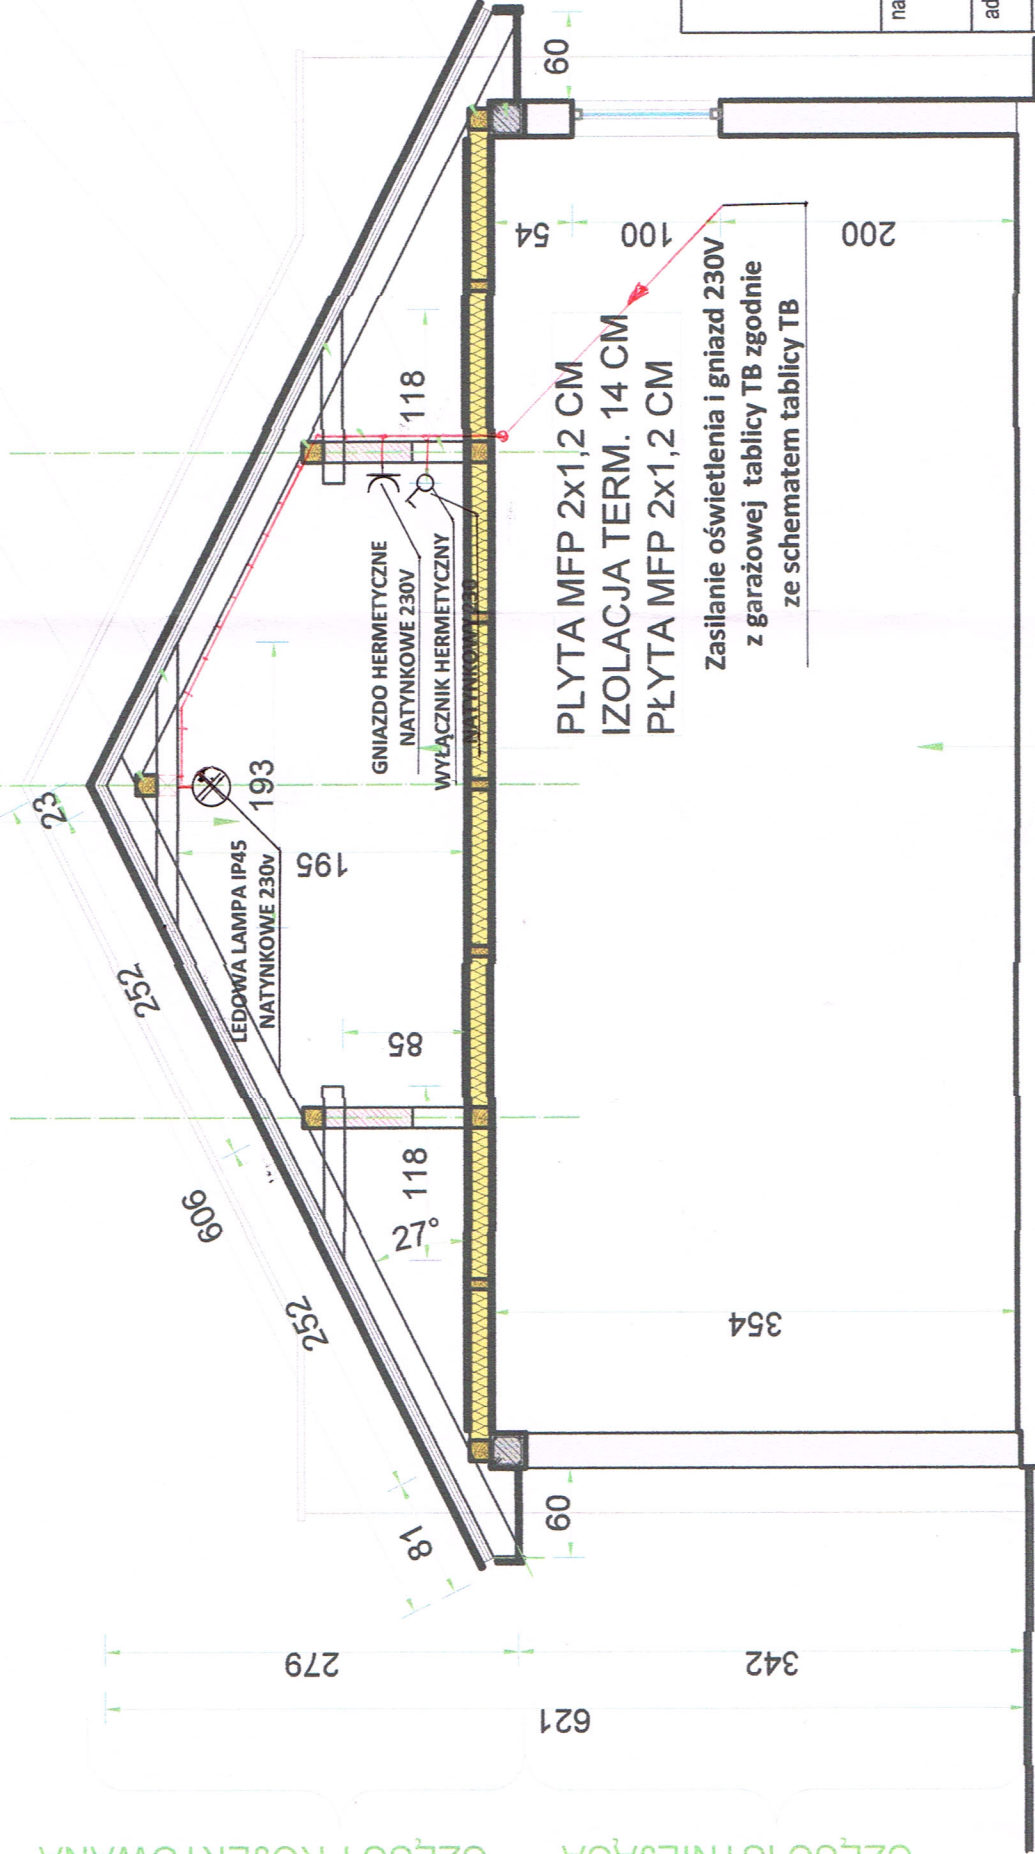 23
252
606
252
81
193
195
LEDOWA LAMPA IP45
NATYNKOWE 230v
85
118
27°
118
60
GNIAZDO HERMETYCZNE
NATYNKOWE 230V
WYŁĄCZNIK HERMETYCZNY
NATYNKOWY 230
PLYTA MFP 2x1,2 CM
IZOLACJA TERM. 14 CM
PŁYTA MFP 2x1,2 CM
Zasilanie oświetlenia i gniazd 230V
z garażowej tablicy TB zgodnie
ze schematem tablicy TB
54
100
200
354
60
279
342
621
na
ad